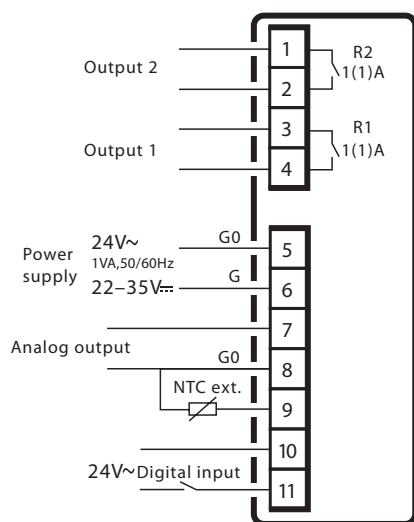 Output 2
1
2
R2
1(1)A
Output 1
3
4
R1
1(1)A
Power
supply
24V~
1VA,50/60Hz
22–35V⎓
G0
5
G
6
Analog output
7
G0
8
NTC ext.
9
10
24V~ Digital input
11